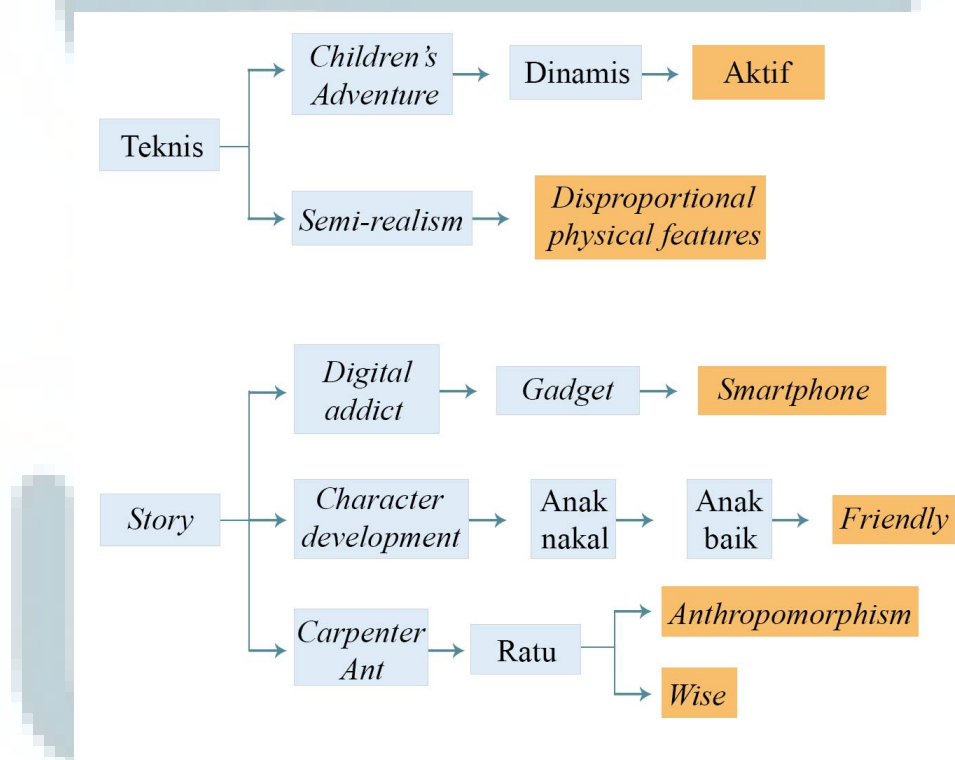 Teknis
Children’s
Adventure
Dinamis
Aktif
Semi-realism
Disproportional
physical features
Story
Digital
addict
Gadget
Smartphone
Character
development
Anak
nakal
Anak
baik
Friendly
Carpenter
Ant
Ratu
Anthropomorphism
Wise